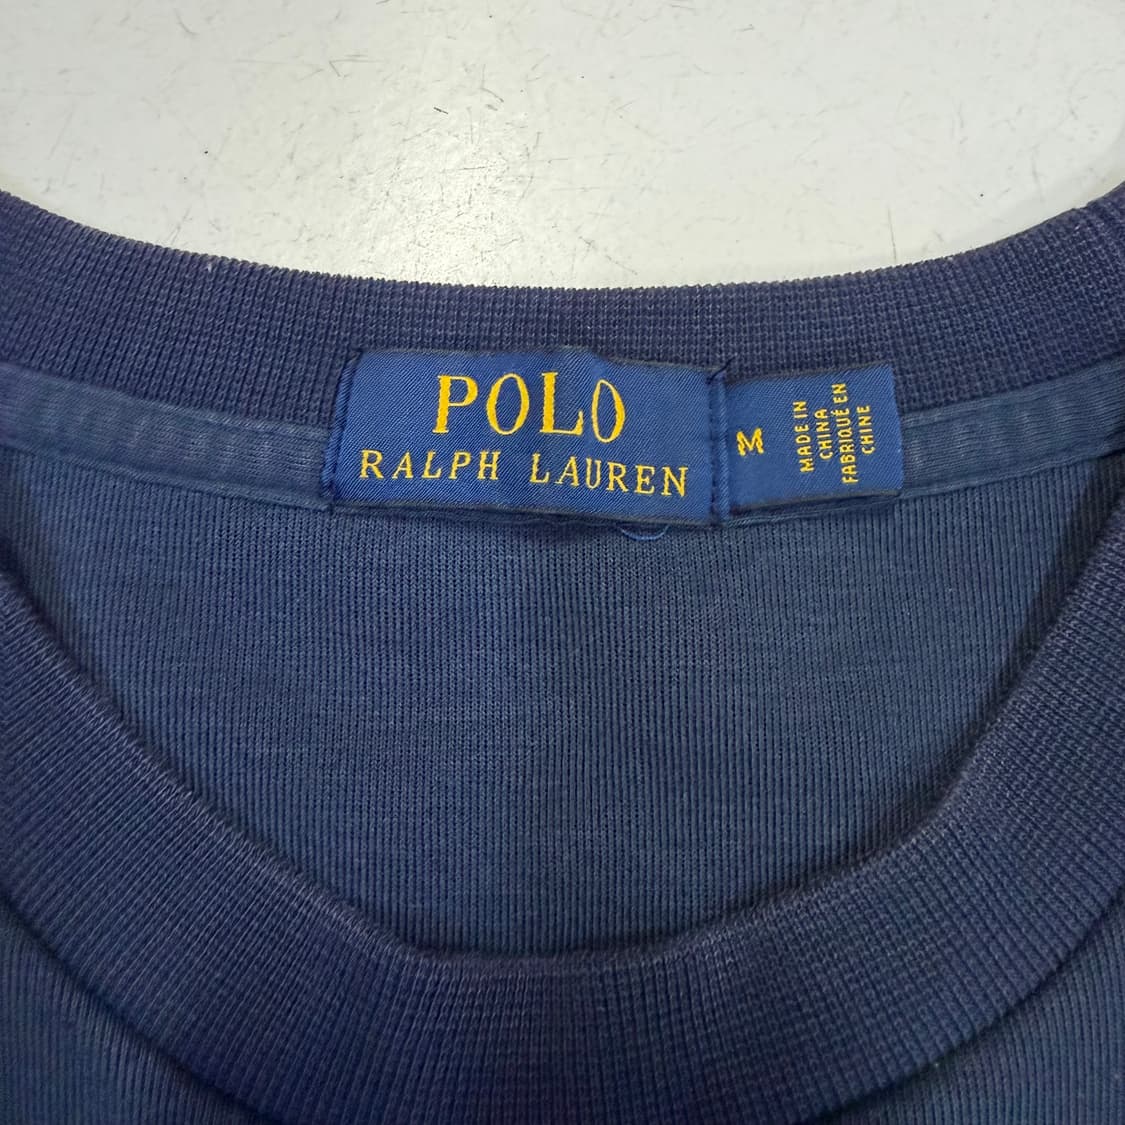 POLO
RALPH LAUREN
M
MADE IN
CHINA
FABRIQUÉ EN
CHINE